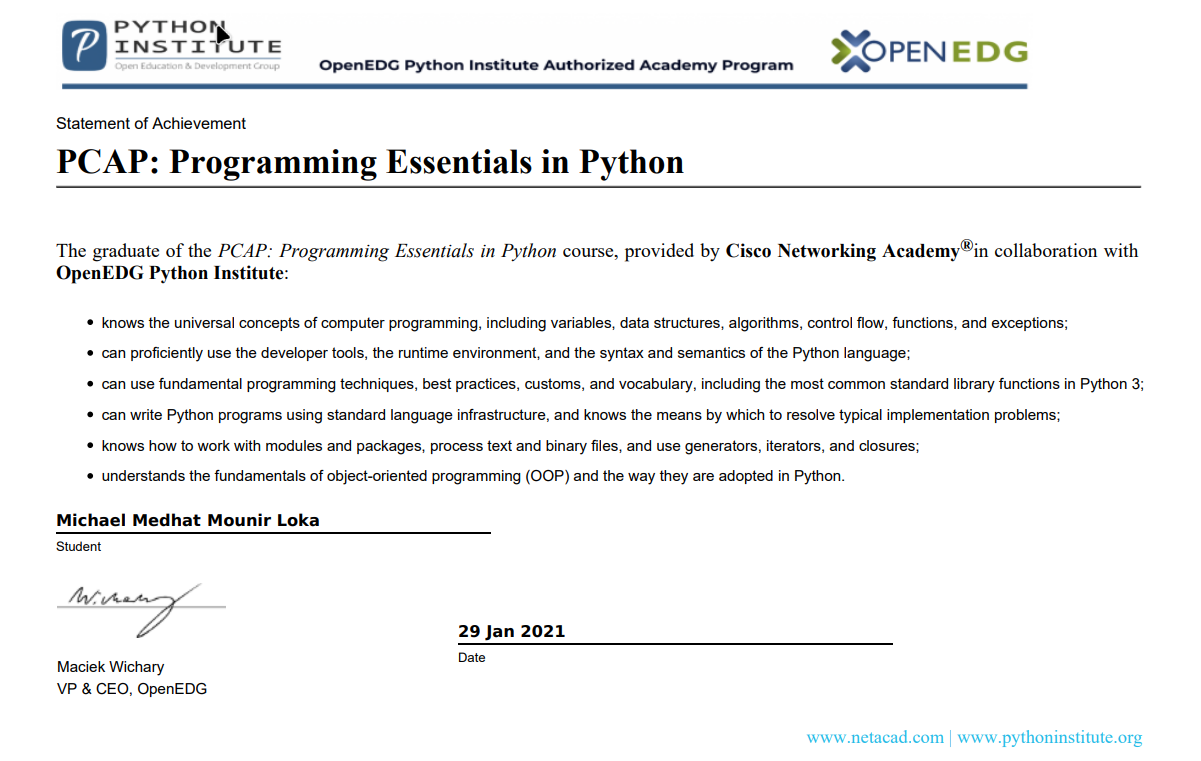 PYTHON
INSTITUTE
Open Education & Development Group
OpenEDG Python Institute Authorized Academy Program
OPENEDG
Statement of Achievement
PCAP: Programming Essentials in Python
The graduate of the PCAP: Programming Essentials in Python course, provided by Cisco Networking Academy® in collaboration with
OpenEDG Python Institute:
• knows the universal concepts of computer programming, including variables, data structures, algorithms, control flow, functions, and exceptions;
• can proficiently use the developer tools, the runtime environment, and the syntax and semantics of the Python language;
• can use fundamental programming techniques, best practices, customs, and vocabulary, including the most common standard library functions in Python 3;
• can write Python programs using standard language infrastructure, and knows the means by which to resolve typical implementation problems;
• knows how to work with modules and packages, process text and binary files, and use generators, iterators, and closures;
• understands the fundamentals of object-oriented programming (OOP) and the way they are adopted in Python.
Michael Medhat Mounir Loka
Student
W.chary
29 Jan 2021
Date
Maciek Wichary
VP & CEO, OpenEDG
www.netacad.com | www.pythoninstitute.org